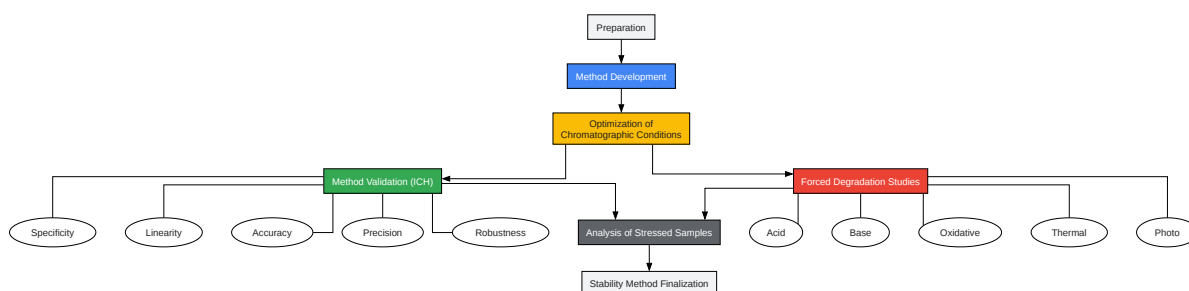 Preparation
Method Development
Optimization of
Chromatographic Conditions
Method Validation (ICH)
Forced Degradation Studies
Specificity
Linearity
Accuracy
Precision
Robustness
Analysis of Stressed Samples
Acid
Base
Oxidative
Thermal
Photo
Stability Method Finalization